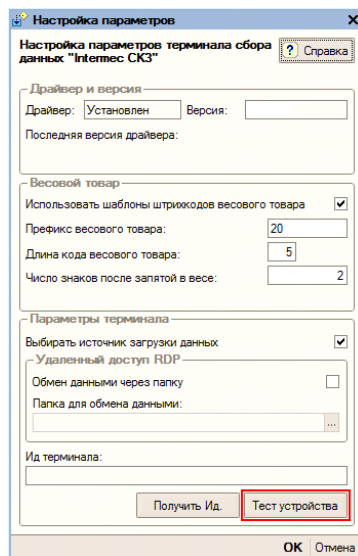 Настройка параметров
Настройка параметров терминала сбора
данных "Intermec CK3"
? Справка
Драйвер и версия
Драйвер: Установлен Версия:
Последняя версия драйвера:
Весовой товар
Использовать шаблоны штрихкодов весового товара
Префикс весового товара: 20
Длина кода весового товара: 5
Число знаков после запятой в весе: 2
Параметры терминала
Выбирать источник загрузки данных
Удаленный доступ RDP
Обмен данными через папку
Папка для обмена данными:
...
Ид терминала:
Получить Ид. Тест устройства
OK Отмена